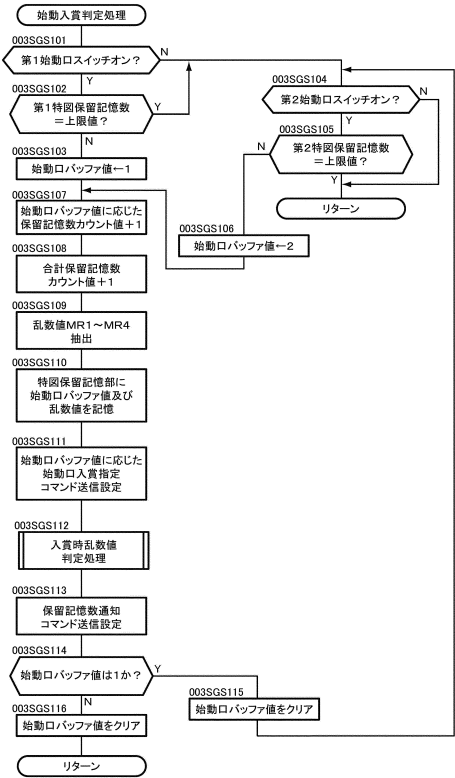 始動入賞判定処理
003SGS101
第1始動口スイッチオン？
N
Y
003SGS102
第1特図保留記憶数
＝上限値？
Y
N
003SGS103
始動口バッファ値←1
003SGS104
第2始動口スイッチオン？
N
Y
003SGS105
第2特図保留記憶数
＝上限値？
N
Y
リターン
003SGS106
始動口バッファ値←2
003SGS107
始動口バッファ値に応じた
保留記憶数カウント値＋1
003SGS108
合計保留記憶数
カウント値＋1
003SGS109
乱数値MR1～MR4
抽出
003SGS110
特図保留記憶部に
始動口バッファ値及び
乱数値を記憶
003SGS111
始動口バッファ値に応じた
始動口入賞指定
コマンド送信設定
003SGS112
入賞時乱数値
判定処理
003SGS113
保留記憶数通知
コマンド送信設定
003SGS114
始動口バッファ値は1か？
Y
N
003SGS115
始動口バッファ値をクリア
003SGS116
始動口バッファ値をクリア
リターン